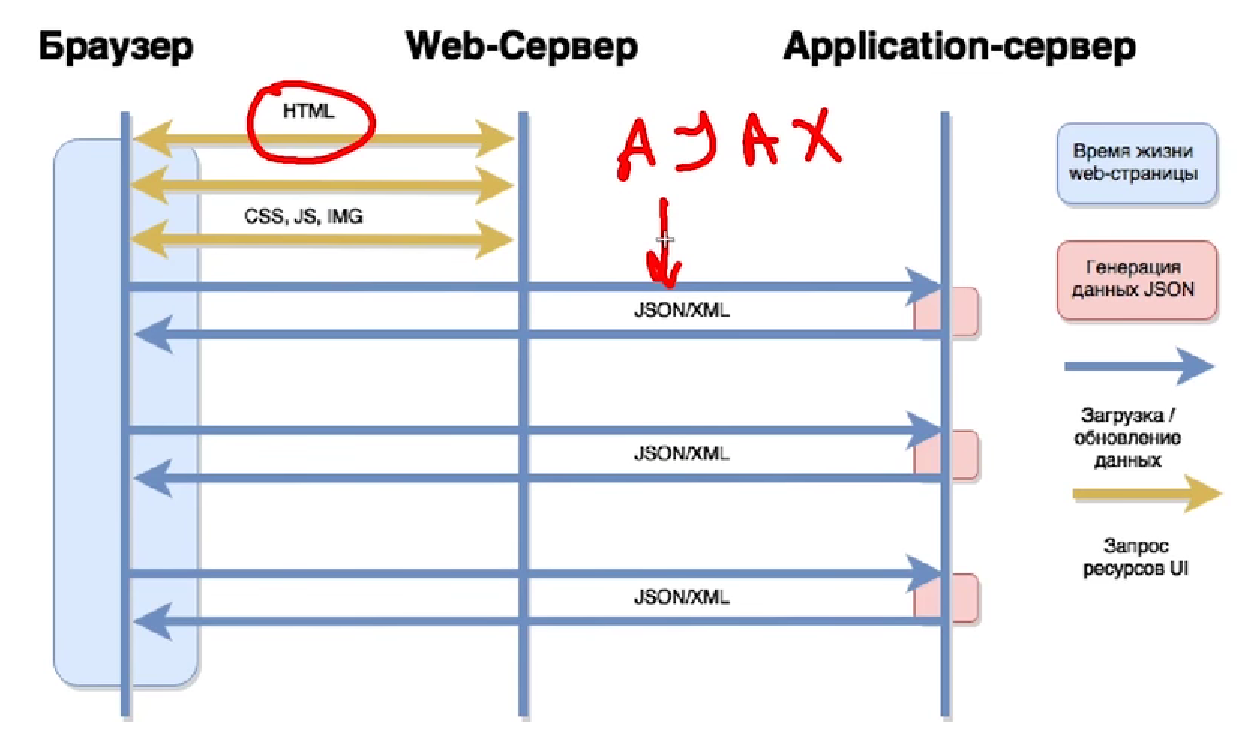 Браузер
Web-Сервер
Application-сервер
HTML
AJAX
CSS, JS, IMG
JSON/XML
JSON/XML
JSON/XML
Время жизни
web-страницы
Генерация
данных JSON
Загрузка /
обновление
данных
Запрос
ресурсов UI